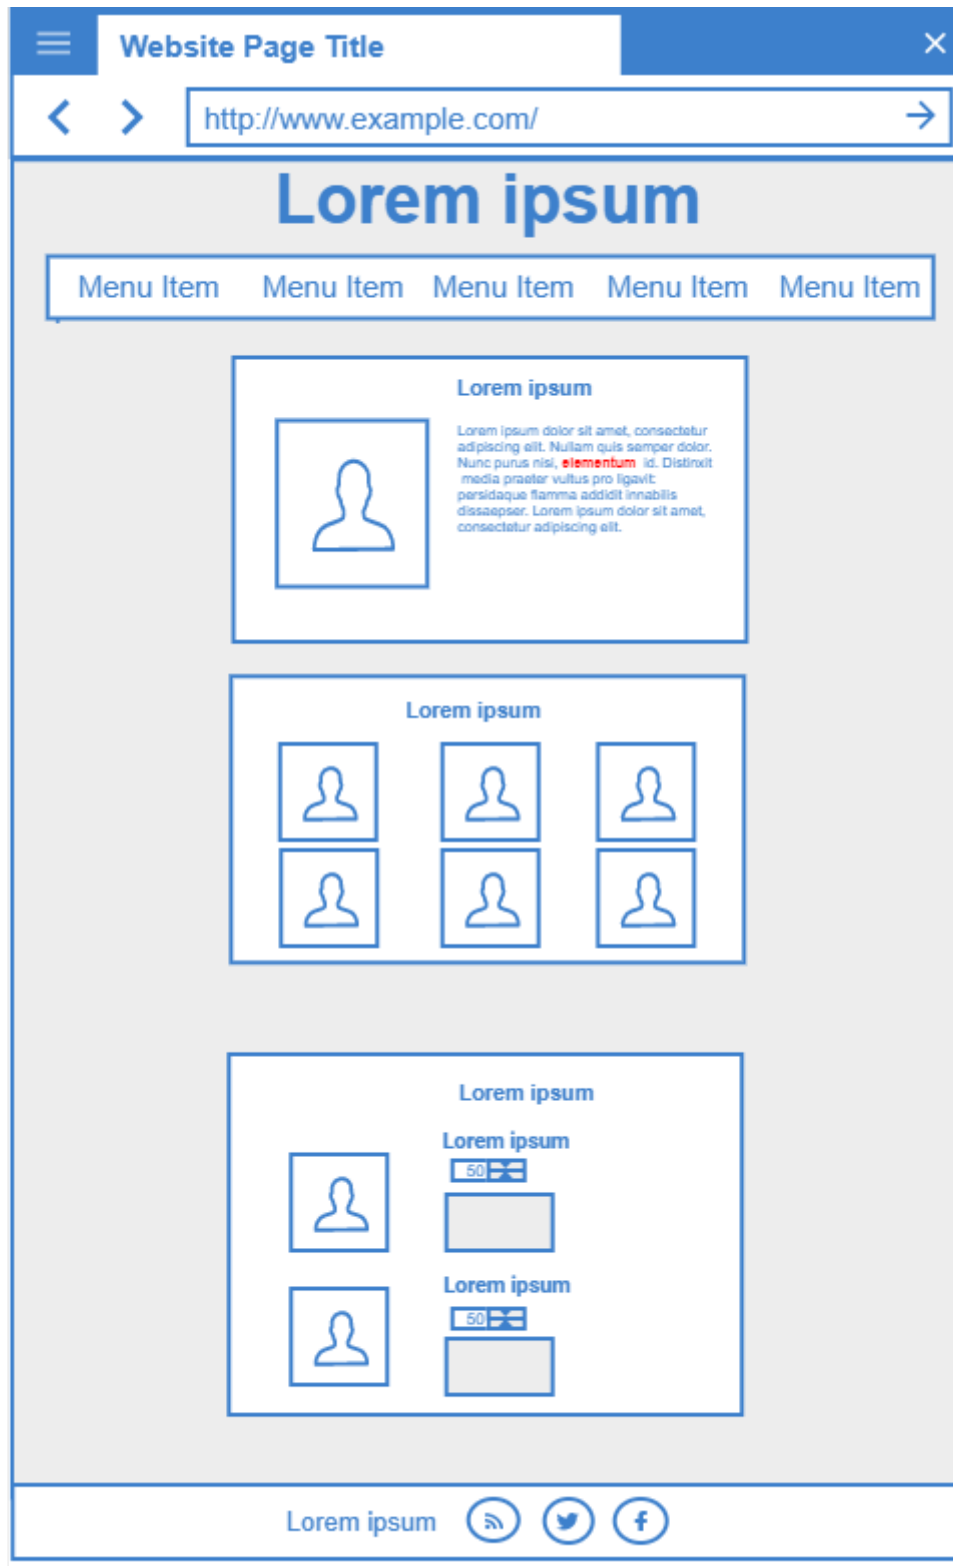 Website Page Title
http://www.example.com/
Lorem ipsum
Menu Item Menu Item Menu Item Menu Item Menu Item
Lorem ipsum
Lorem ipsum dolor sit amet, consectetur
adipiscing elit. Nullam quis semper dolor.
Nunc purus nisi, elementum id. Distinxit
media praeter vultus pro ligavit:
persidaque flamma addidit innabilis
dissaepser. Lorem ipsum dolor sit amet,
consectetur adipiscing elit.
Lorem ipsum
Lorem ipsum
Lorem ipsum
50
Lorem ipsum
50
Lorem ipsum